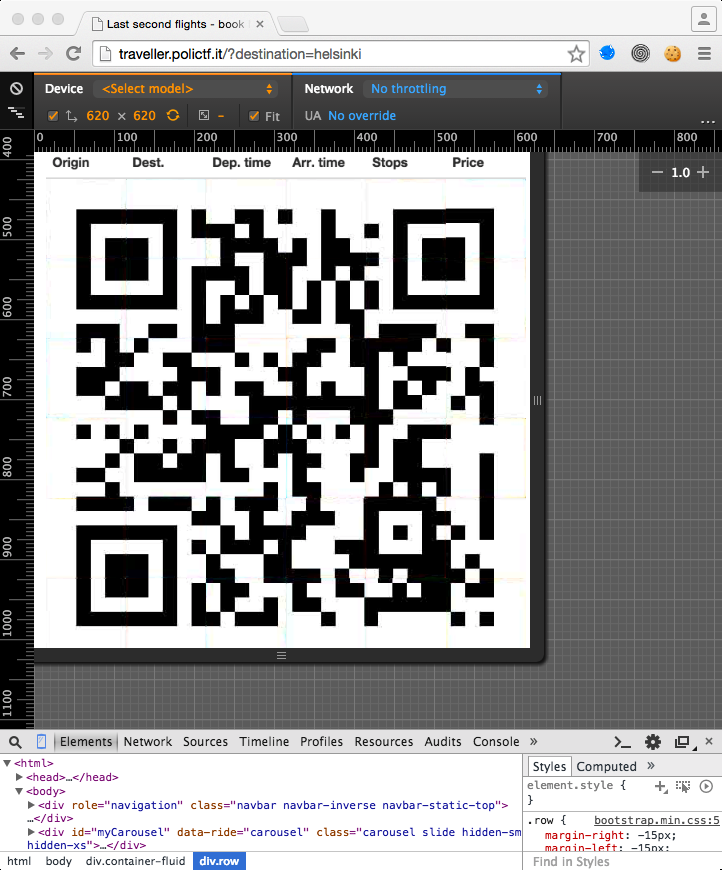 Last second flights - book
traveller.polictf.it/?destination=helsinki
Device <Select model> Network No throttling
620 × 620 – Fit UA No override ...
0 100 200 300 400 500 600 700 800
400
500
600
700
800
900
1000
1100
Origin Dest. Dep. time Arr. time Stops Price
− 1.0 +
Elements Network Sources Timeline Profiles Resources Audits Console »
<html>
<head>…</head>
<body>
<div role="navigation" class="navbar navbar-inverse navbar-static-top">
…</div>
<div id="myCarousel" data-ride="carousel" class="carousel slide hidden-sm
hidden-xs">…</div>
html body div.container-fluid div.row
Styles Computed »
element.style {
}
.row { bootstrap.min.css:5
margin-right: -15px;
margin-left: -15px;
Find in Styles